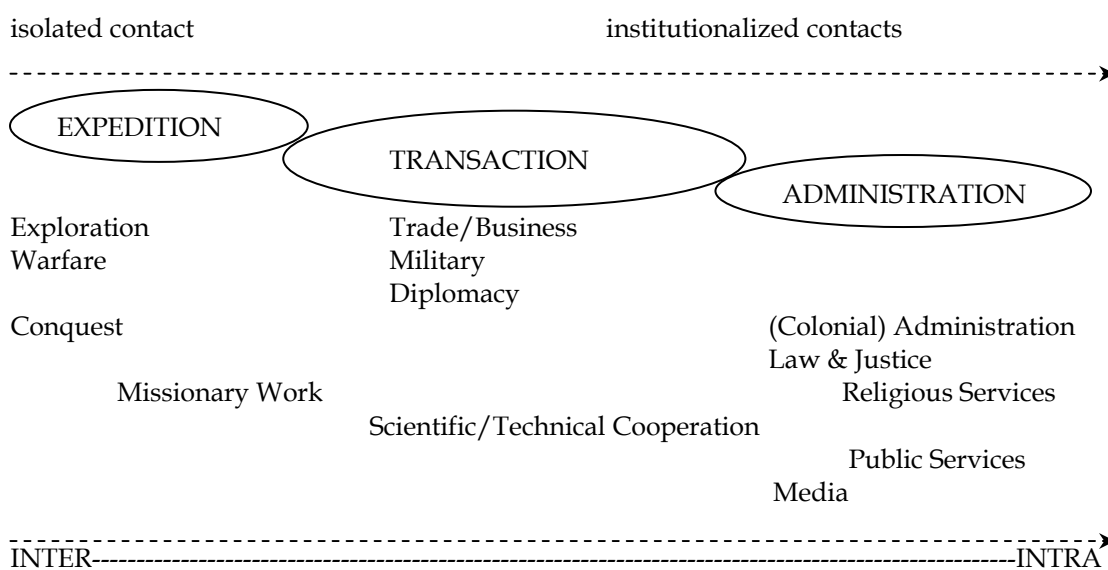 isolated contact institutionalized contacts
EXPEDITION
TRANSACTION
ADMINISTRATION
Exploration Trade/Business
Warfare Military
Diplomacy
Conquest (Colonial) Administration
Law & Justice
Missionary Work Religious Services
Scientific/Technical Cooperation
Public Services
Media
INTER-----------------------------------------------------------------------------------------------------INTRA